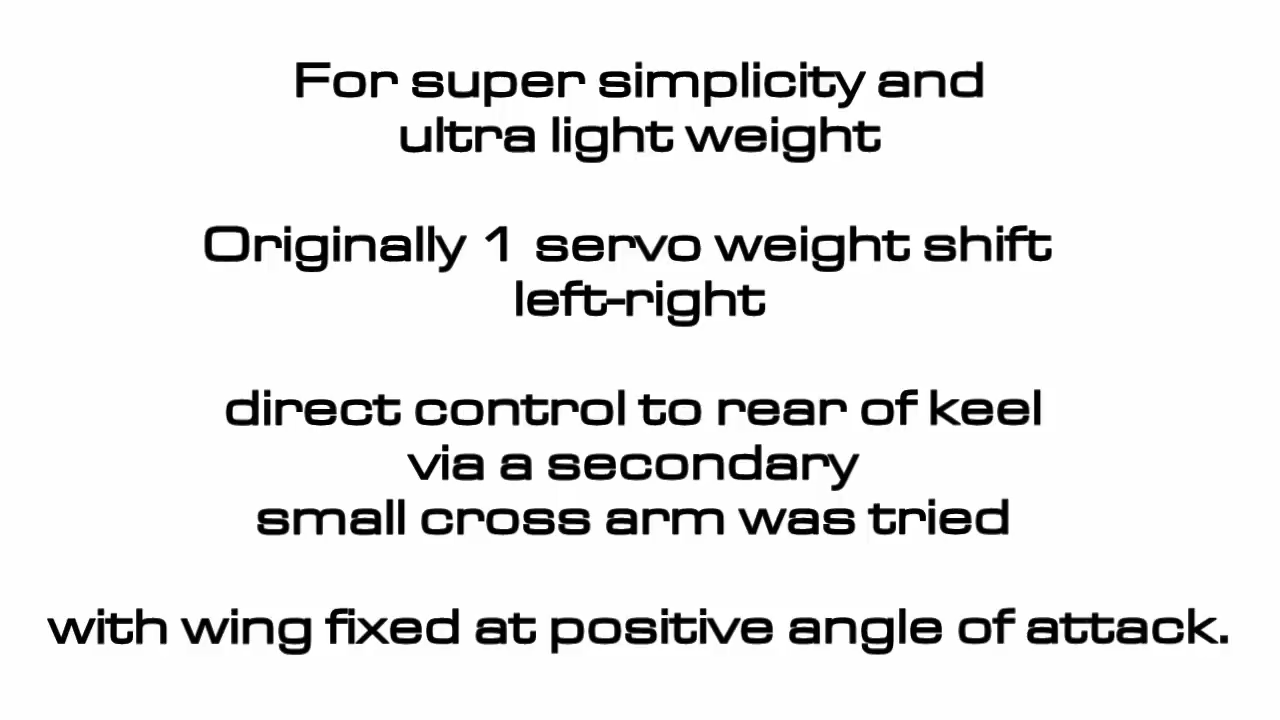 For super simplicity and
ultra light weight
Originally 1 servo weight shift
left-right
direct control to rear of keel
via a secondary
small cross arm was tried
with wing fixed at positive angle of attack.